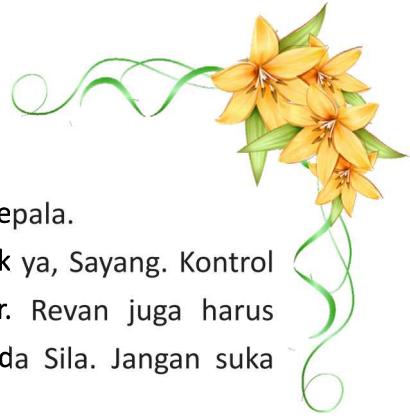 epala.
k ya, Sayang. Kontrol
r. Revan juga harus
da Sila. Jangan suka